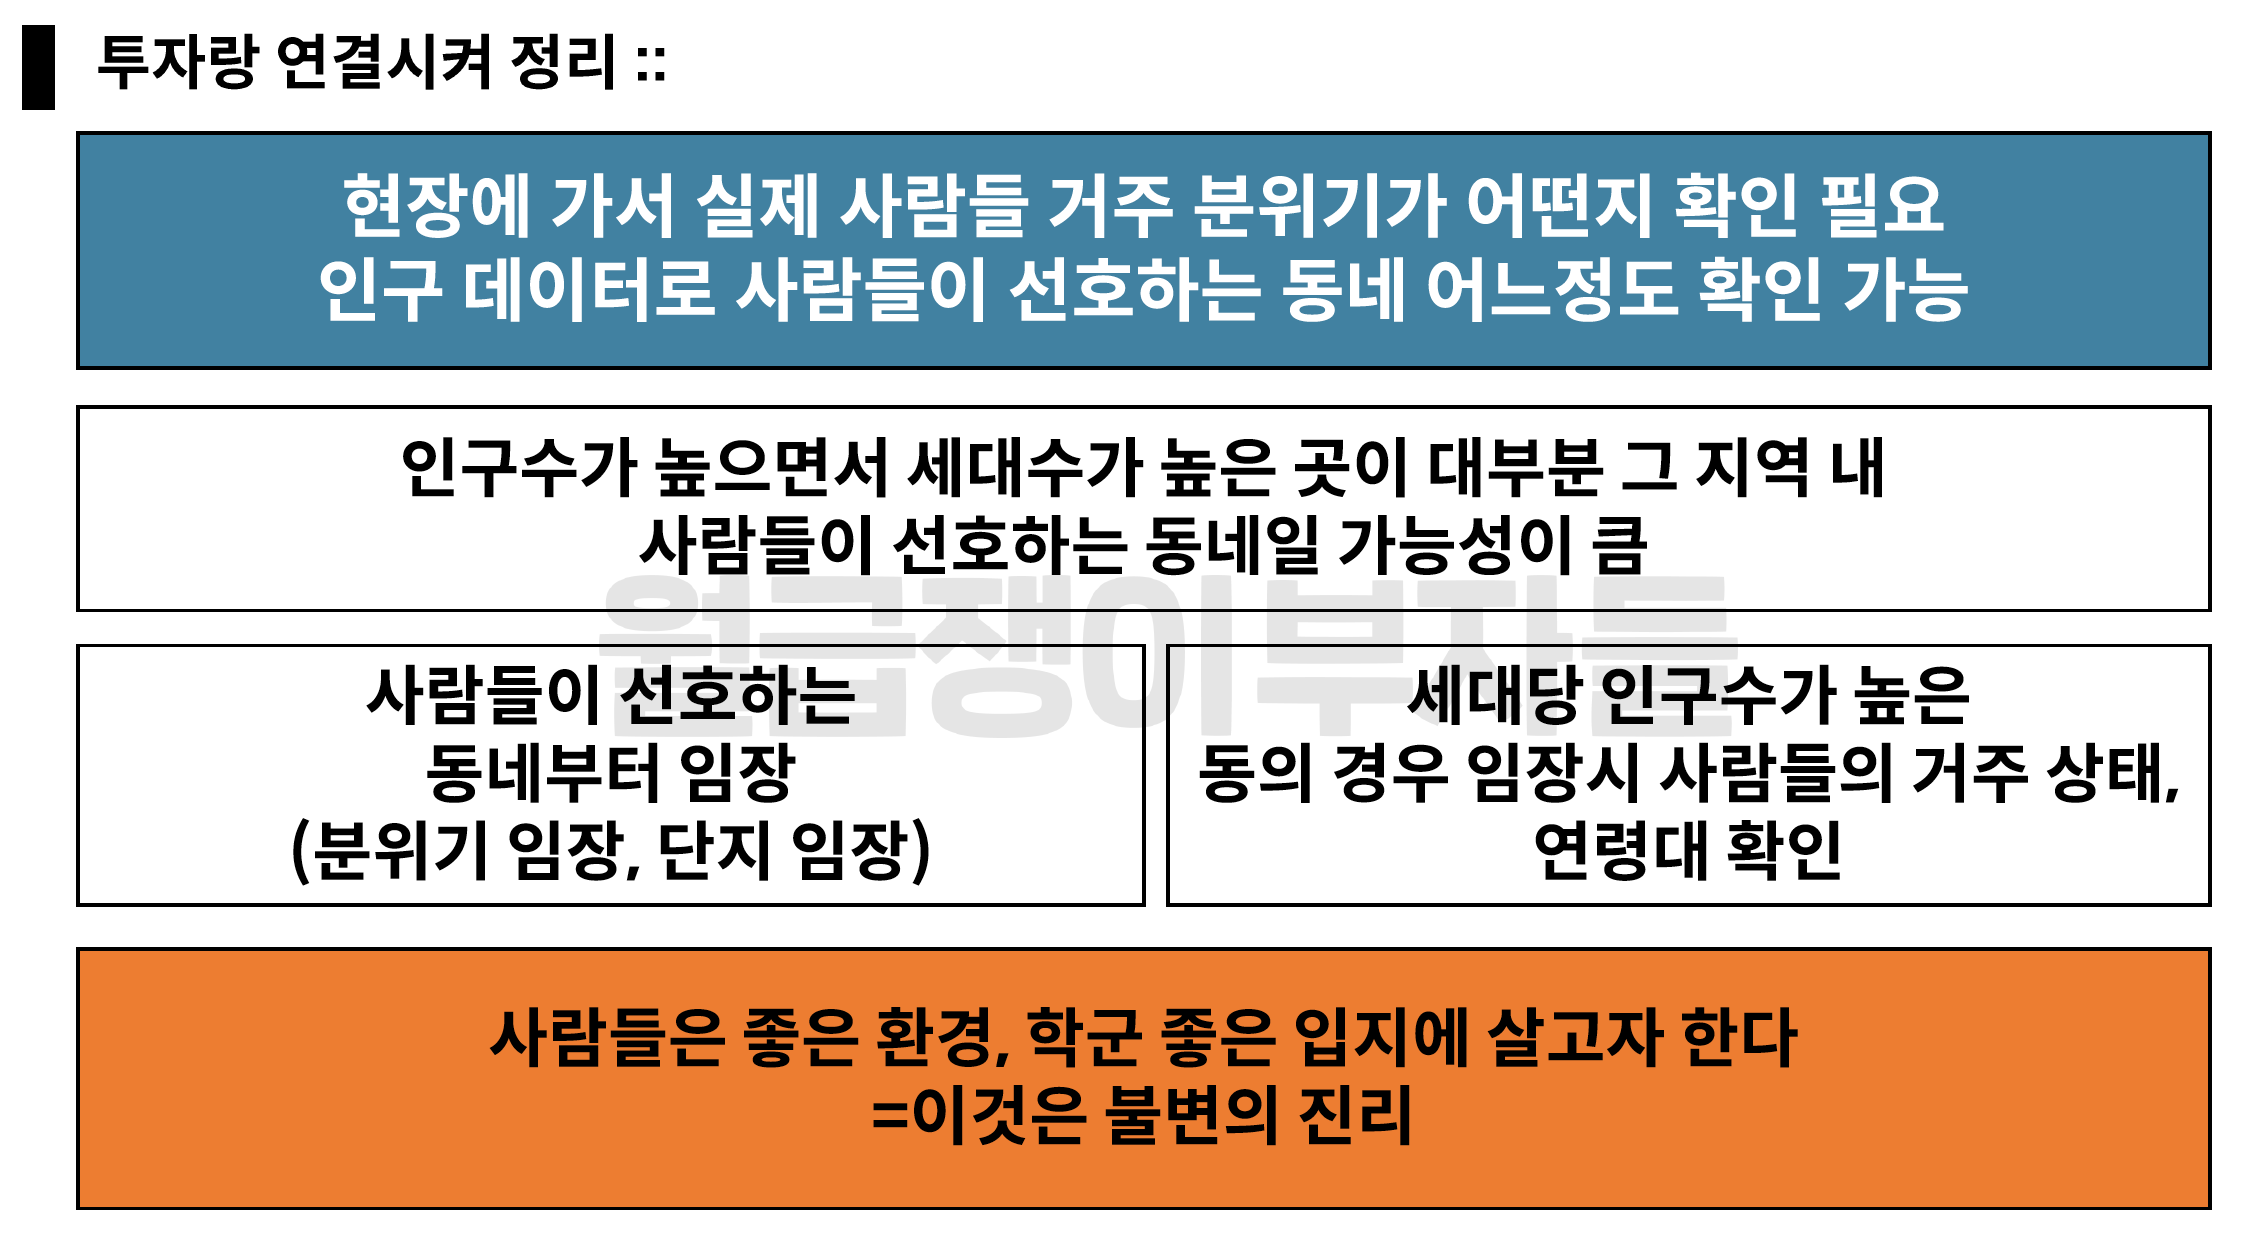 투자랑 연결시켜 정리 ::
현장에 가서 실제 사람들 거주 분위기가 어떤지 확인 필요
인구 데이터로 사람들이 선호하는 동네 어느정도 확인 가능
인구수가 높으면서 세대수가 높은 곳이 대부분 그 지역 내
사람들이 선호하는 동네일 가능성이 큼
월급쟁이부자들
사람들이 선호하는
동네부터 임장
(분위기 임장, 단지 임장)
세대당 인구수가 높은
동의 경우 임장시 사람들의 거주 상태,
연령대 확인
사람들은 좋은 환경, 학군 좋은 입지에 살고자 한다
=이것은 불변의 진리